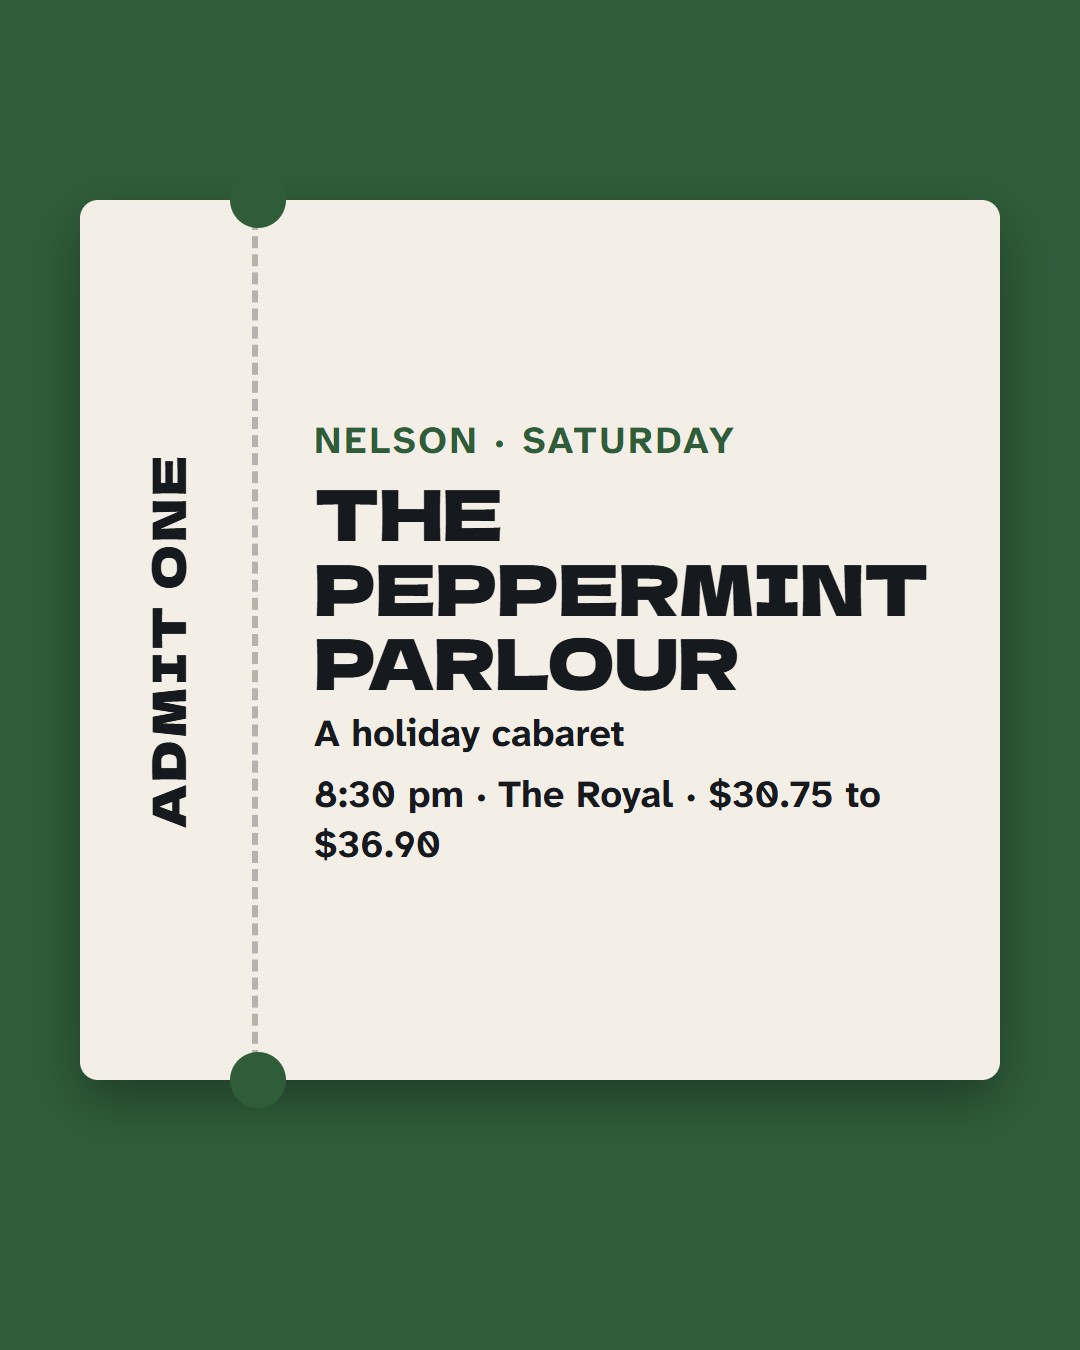 ADMIT ONE
NELSON · SATURDAY
THE
PEPPERMINT
PARLOUR
A holiday cabaret
8:30 pm · The Royal · $30.75 to
$36.90